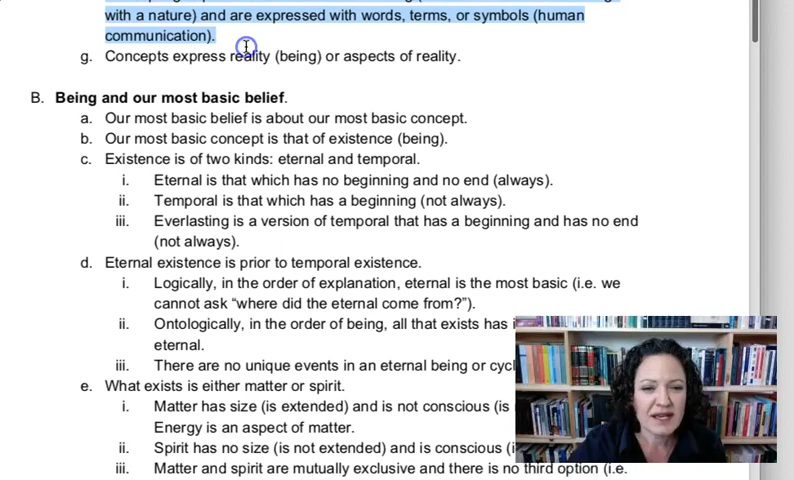 with a nature) and are expressed with words, terms, or symbols (human
communication).
g. Concepts express reality (being) or aspects of reality.
B. Being and our most basic belief.
a. Our most basic belief is about our most basic concept.
b. Our most basic concept is that of existence (being).
c. Existence is of two kinds: eternal and temporal.
i. Eternal is that which has no beginning and no end (always).
ii. Temporal is that which has a beginning (not always).
iii. Everlasting is a version of temporal that has a beginning and has no end
(not always).
d. Eternal existence is prior to temporal existence.
i. Logically, in the order of explanation, eternal is the most basic (i.e. we
cannot ask “where did the eternal come from?”).
ii. Ontologically, in the order of being, all that exists has
eternal.
iii. There are no unique events in an eternal being or
e. What exists is either matter or spirit.
i. Matter has size (is extended) and is not conscious (is
Energy is an aspect of matter.
ii. Spirit has no size (is not extended) and is conscious
iii. Matter and spirit are mutually exclusive and there is no third option (i.e.